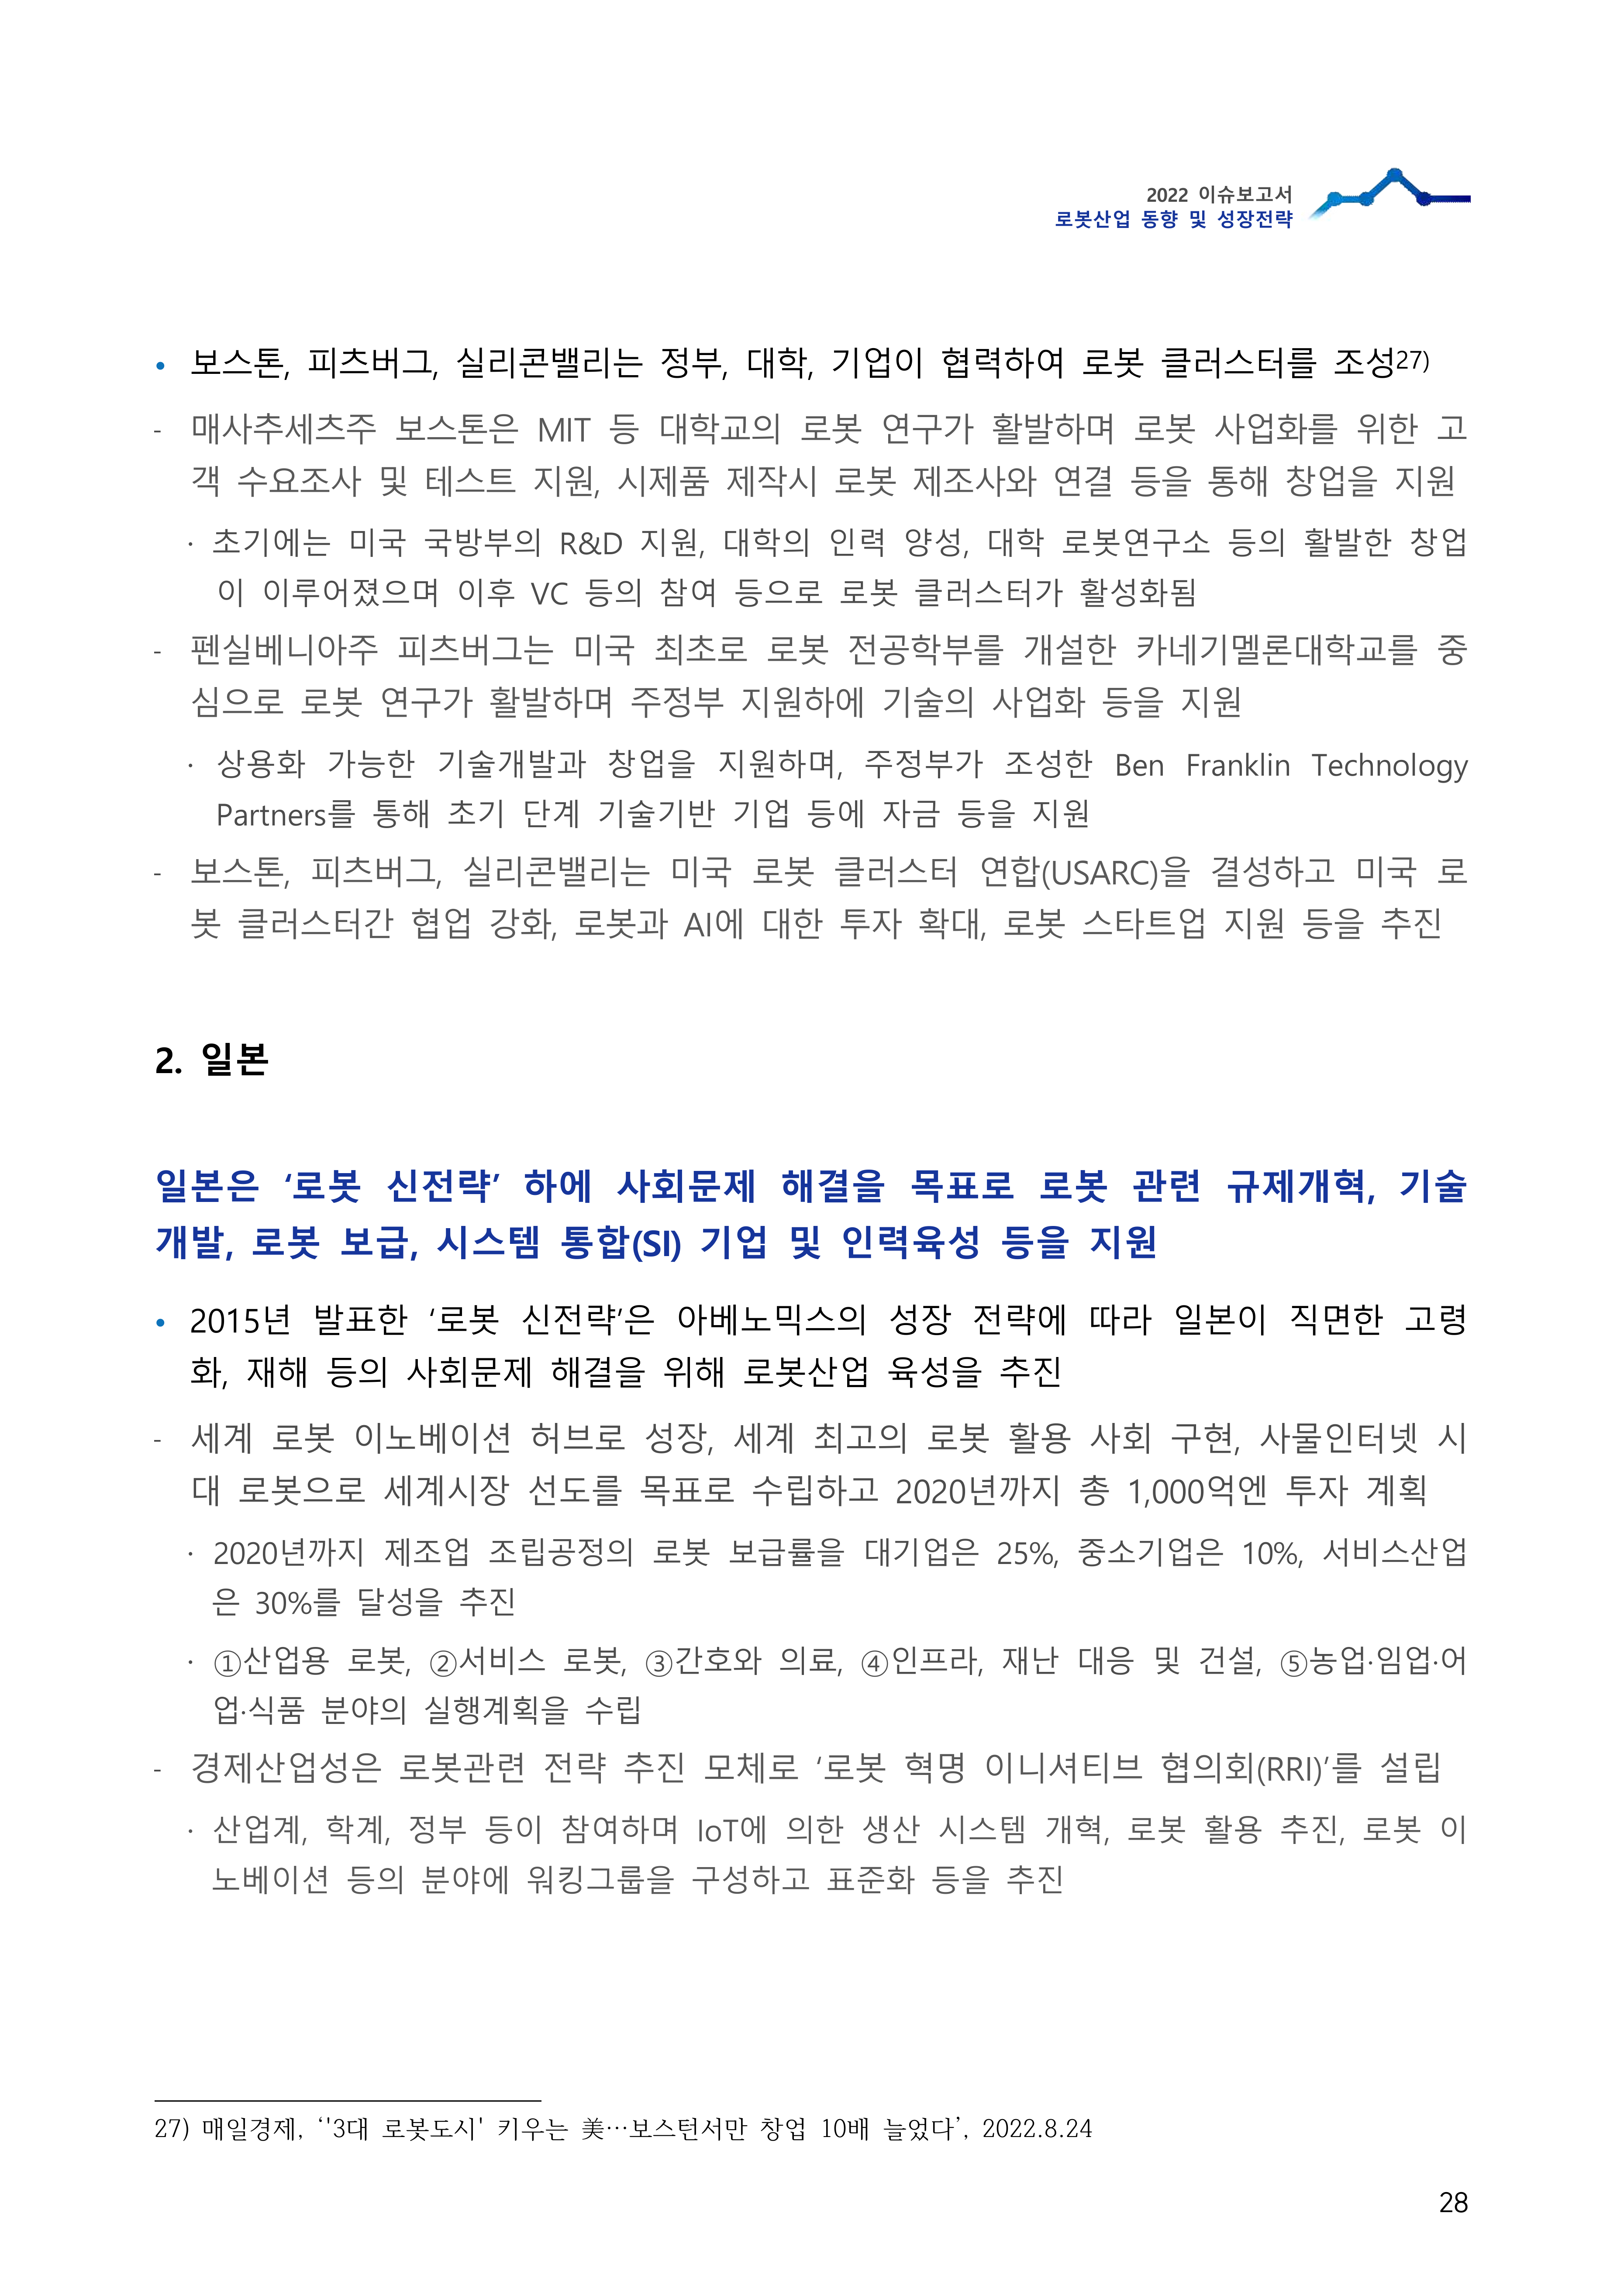 2022 이슈보고서
로봇산업 동향 및 성장전략
• 보스톤, 피츠버그, 실리콘밸리는 정부, 대학, 기업이 협력하여 로봇 클러스터를 조성27)
- 매사추세츠주 보스톤은 MIT 등 대학교의 로봇 연구가 활발하며 로봇 사업화를 위한 고
객 수요조사 및 테스트 지원, 시제품 제작시 로봇 제조사와 연결 등을 통해 창업을 지원
· 초기에는 미국 국방부의 R&D 지원, 대학의 인력 양성, 대학 로봇연구소 등의 활발한 창업
이 이루어졌으며 이후 VC 등의 참여 등으로 로봇 클러스터가 활성화됨
- 펜실베니아주 피츠버그는 미국 최초로 로봇 전공학부를 개설한 카네기멜론대학교를 중
심으로 로봇 연구가 활발하며 주정부 지원하에 기술의 사업화 등을 지원
· 상용화 가능한 기술개발과 창업을 지원하며, 주정부가 조성한 Ben Franklin Technology
Partners를 통해 초기 단계 기술기반 기업 등에 자금 등을 지원
- 보스톤, 피츠버그, 실리콘밸리는 미국 로봇 클러스터 연합(USARC)을 결성하고 미국 로
봇 클러스터간 협업 강화, 로봇과 AI에 대한 투자 확대, 로봇 스타트업 지원 등을 추진
2. 일본
일본은 ‘로봇 신전략’ 하에 사회문제 해결을 목표로 로봇 관련 규제개혁, 기술
개발, 로봇 보급, 시스템 통합(SI) 기업 및 인력육성 등을 지원
• 2015년 발표한 ‘로봇 신전략’은 아베노믹스의 성장 전략에 따라 일본이 직면한 고령
화, 재해 등의 사회문제 해결을 위해 로봇산업 육성을 추진
- 세계 로봇 이노베이션 허브로 성장, 세계 최고의 로봇 활용 사회 구현, 사물인터넷 시
대 로봇으로 세계시장 선도를 목표로 수립하고 2020년까지 총 1,000억엔 투자 계획
· 2020년까지 제조업 조립공정의 로봇 보급률을 대기업은 25%, 중소기업은 10%, 서비스산업
은 30%를 달성을 추진
· ①산업용 로봇, ②서비스 로봇, ③간호와 의료, ④인프라, 재난 대응 및 건설, ⑤농업·임업·어
업·식품 분야의 실행계획을 수립
- 경제산업성은 로봇관련 전략 추진 모체로 ‘로봇 혁명 이니셔티브 협의회(RRI)’를 설립
· 산업계, 학계, 정부 등이 참여하며 IoT에 의한 생산 시스템 개혁, 로봇 활용 추진, 로봇 이
노베이션 등의 분야에 워킹그룹을 구성하고 표준화 등을 추진
27) 매일경제, ‘'3대 로봇도시' 키우는 美…보스턴서만 창업 10배 늘었다’, 2022.8.24
28